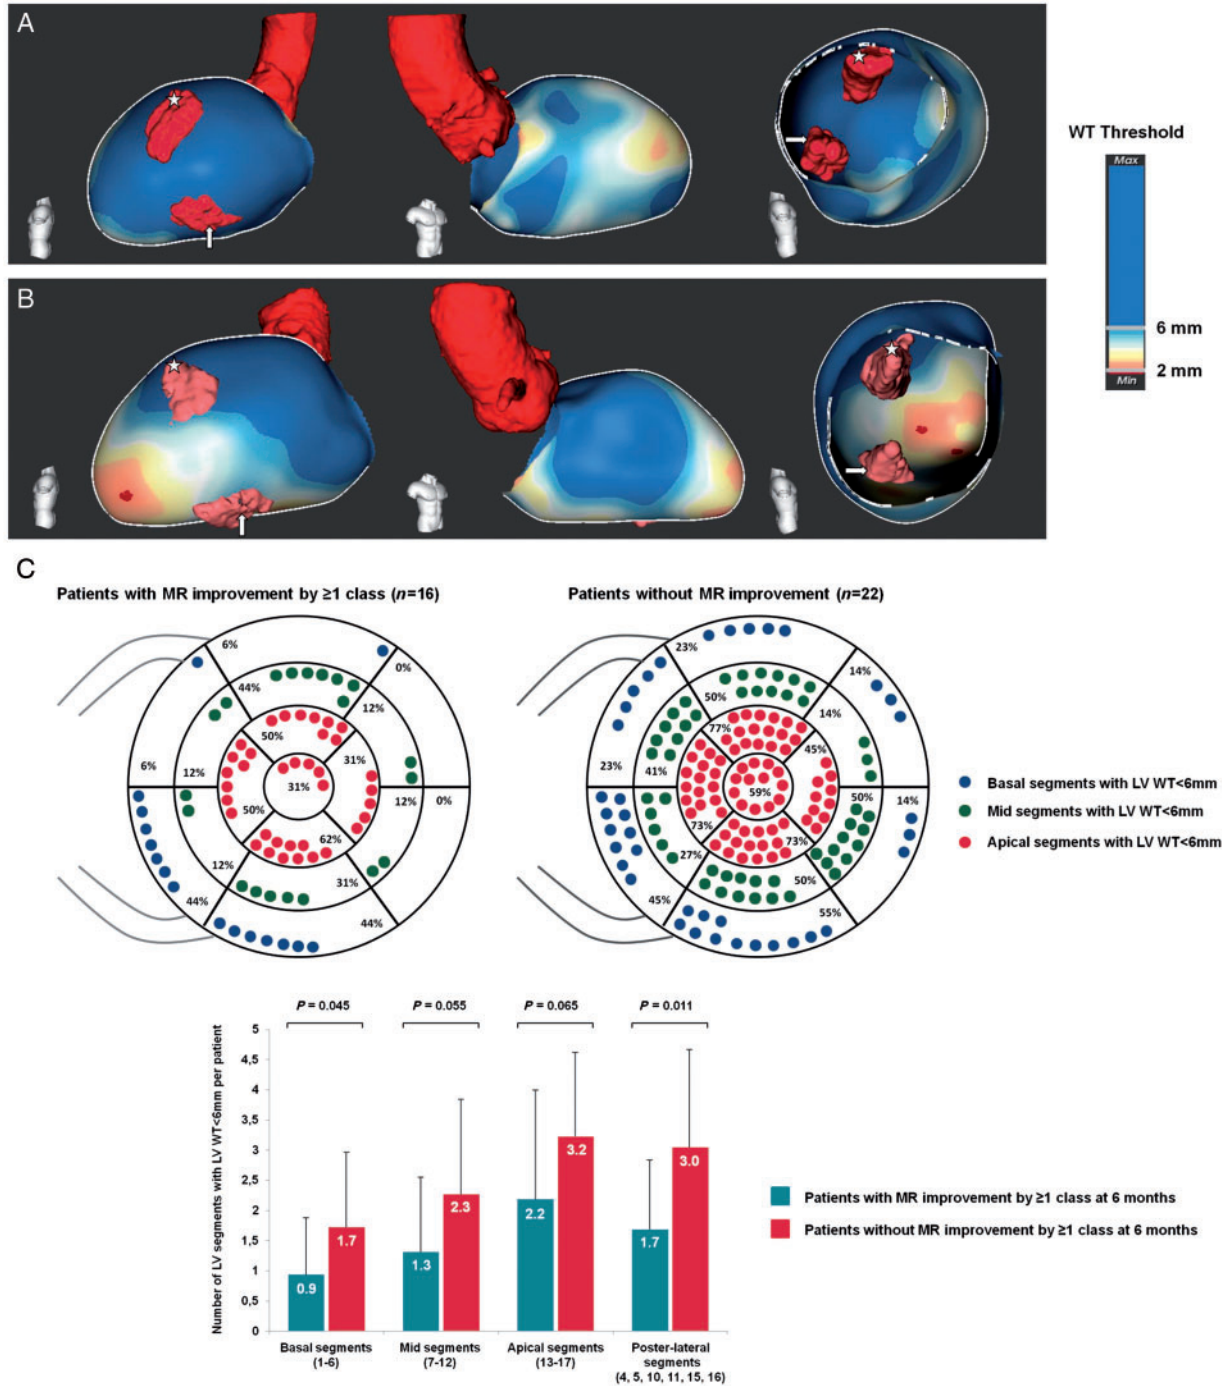 A
WT Threshold
Max
6 mm
2 mm
Min
B
C
Patients with MR improvement by ≥1 class (n=16)
Patients without MR improvement (n=22)
6%
0%
44%
12%
50%
31%
6%
12%
31%
50%
12%
0%
62%
12%
31%
44%
44%
23%
14%
50%
14%
77%
45%
23%
41%
59%
50%
14%
73%
73%
27%
50%
45%
55%
Basal segments with LV WT<6mm
Mid segments with LV WT<6mm
Apical segments with LV WT<6mm
P = 0.045
P = 0.055
P = 0.065
P = 0.011
Number of LV segments with LV WT<6mm per patient
5
4,5
4
3,5
3
2,5
2
1,5
1
0,5
0
0.9
1.7
1.3
2.3
2.2
3.2
1.7
3.0
Basal segments
(1-6)
Mid segments
(7-12)
Apical segments
(13-17)
Poster-lateral
segments
(4, 5, 10, 11, 15, 16)
Patients with MR improvement by ≥1 class at 6 months
Patients without MR improvement by ≥1 class at 6 months